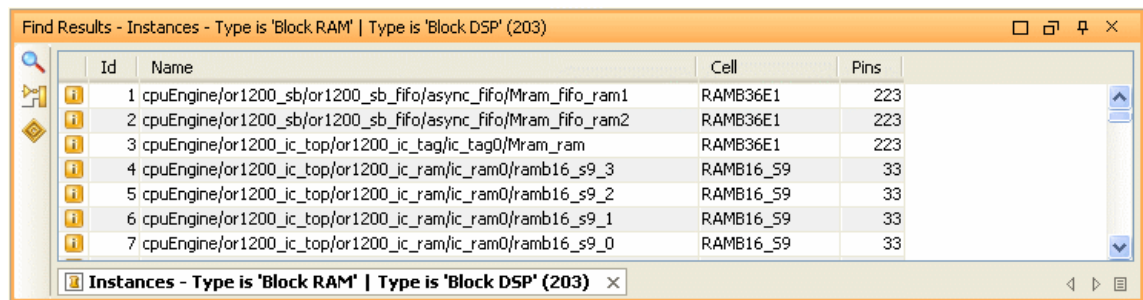 Find Results - Instances - Type is 'Block RAM' | Type is 'Block DSP' (203)
Id Name Cell Pins
1 cpuEngine/or1200_sb/or1200_sb_fifo/async_fifo/Mram_fifo_ram1 RAMB36E1 223
2 cpuEngine/or1200_sb/or1200_sb_fifo/async_fifo/Mram_fifo_ram2 RAMB36E1 223
3 cpuEngine/or1200_ic_top/or1200_ic_tag/ic_tag0/Mram_ram RAMB36E1 223
4 cpuEngine/or1200_ic_top/or1200_ic_ram/ic_ram0/ramb16_s9_3 RAMB16_S9 33
5 cpuEngine/or1200_ic_top/or1200_ic_ram/ic_ram0/ramb16_s9_2 RAMB16_S9 33
6 cpuEngine/or1200_ic_top/or1200_ic_ram/ic_ram0/ramb16_s9_1 RAMB16_S9 33
7 cpuEngine/or1200_ic_top/or1200_ic_ram/ic_ram0/ramb16_s9_0 RAMB16_S9 33
Instances - Type is 'Block RAM' | Type is 'Block DSP' (203)